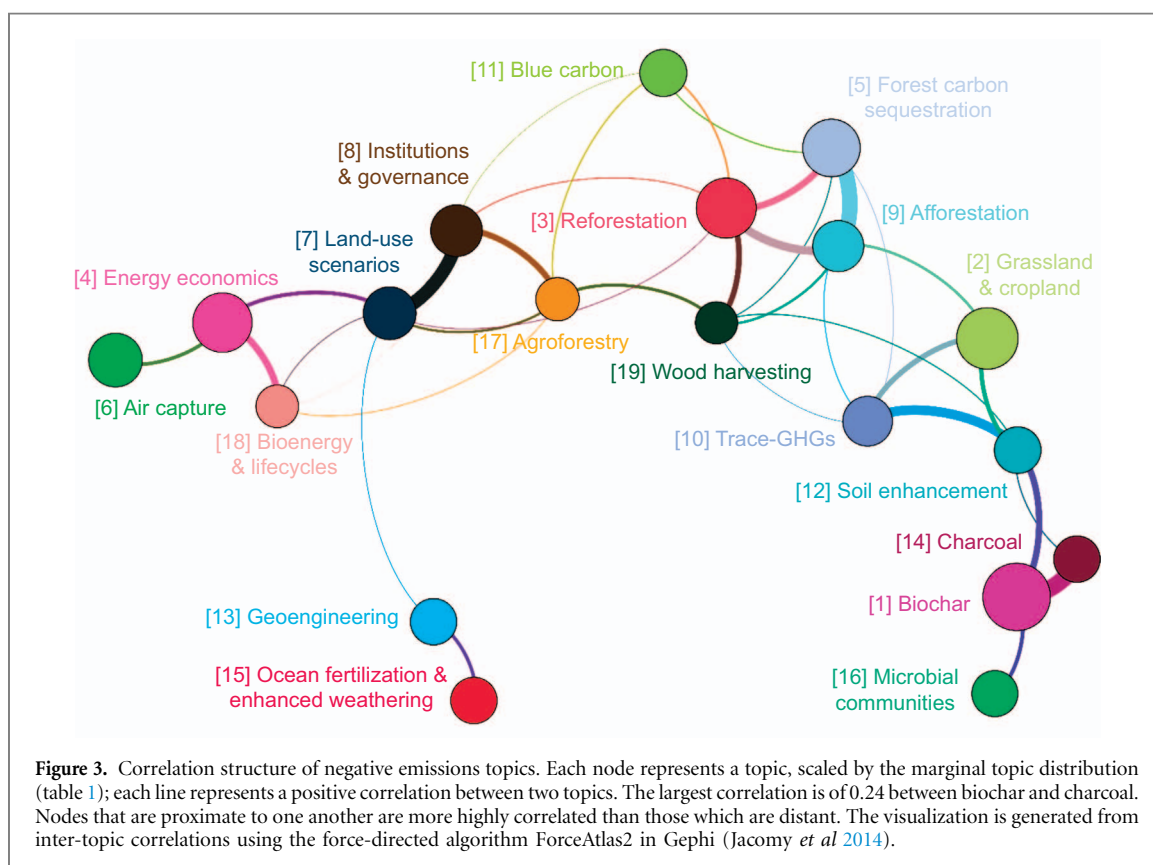 [11] Blue carbon
[5] Forest carbon
sequestration
[8] Institutions
& governance
[3] Reforestation
[9] Afforestation
[7] Land-use
scenarios
[2] Grassland
& cropland
[4] Energy economics
[17] Agroforestry
[19] Wood harvesting
[6] Air capture
[18] Bioenergy
& lifecycles
[10] Trace-GHGs
[12] Soil enhancement
[14] Charcoal
[1] Biochar
[13] Geoengineering
[15] Ocean fertilization &
enhanced weathering
[16] Microbial
communities
Figure 3. Correlation structure of negative emissions topics. Each node represents a topic, scaled by the marginal topic distribution
(table 1); each line represents a positive correlation between two topics. The largest correlation is of 0.24 between biochar and charcoal.
Nodes that are proximate to one another are more highly correlated than those which are distant. The visualization is generated from
inter-topic correlations using the force-directed algorithm ForceAtlas2 in Gephi (Jacomy et al 2014).